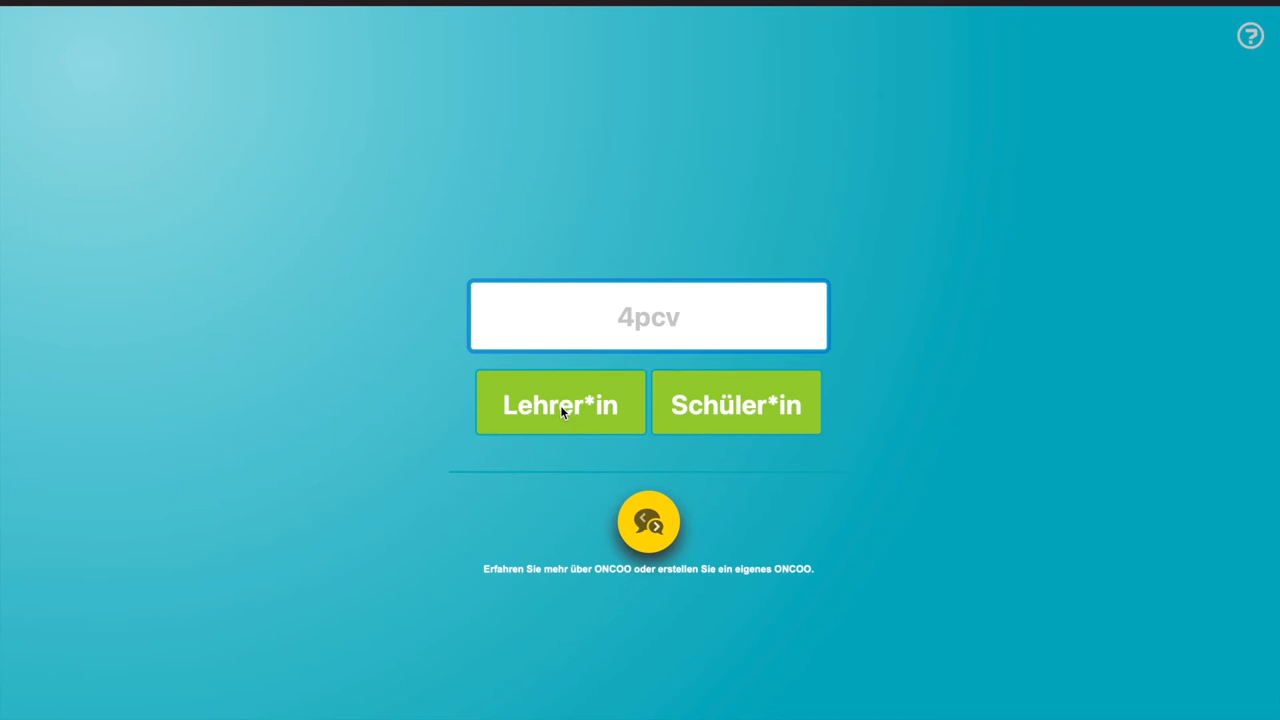 ?
4pcv
Lehrer*in Schüler*in
Erfahren Sie mehr über ONCOO oder erstellen Sie ein eigenes ONCOO.